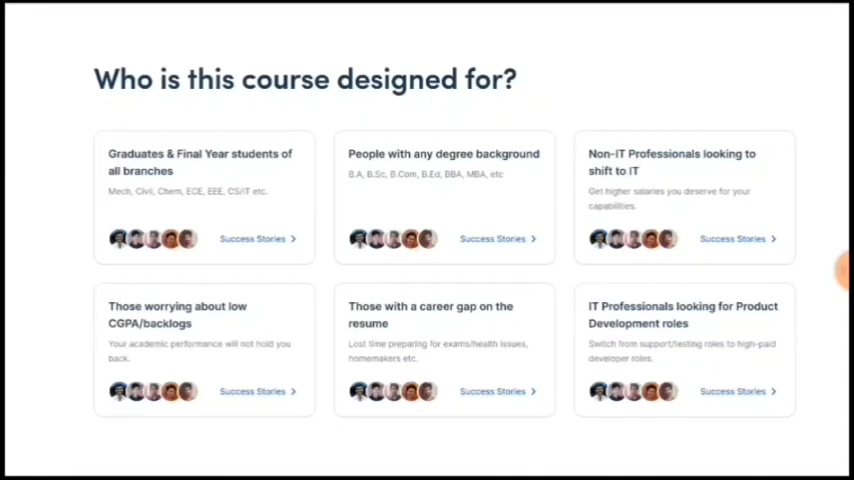 Who is this course designed for?
Graduates & Final Year students of
all branches
Mech, Civil, Chem, ECE, EEE, CS/IT etc.
Success Stories
People with any degree background
B.A, B.Sc, B.Com, B.Ed, BBA, MBA, etc
Success Stories
Non-IT Professionals looking to
shift to IT
Get higher salaries you deserve for your
capabilities.
Success Stories
Those worrying about low
CGPA/backlogs
Your academic performance will not hold you
back.
Success Stories
Those with a career gap on the
resume
Lost time preparing for exams/health issues,
homemakers etc.
Success Stories
IT Professionals looking for Product
Development roles
Switch from support/testing roles to high-paid
developer roles.
Success Stories